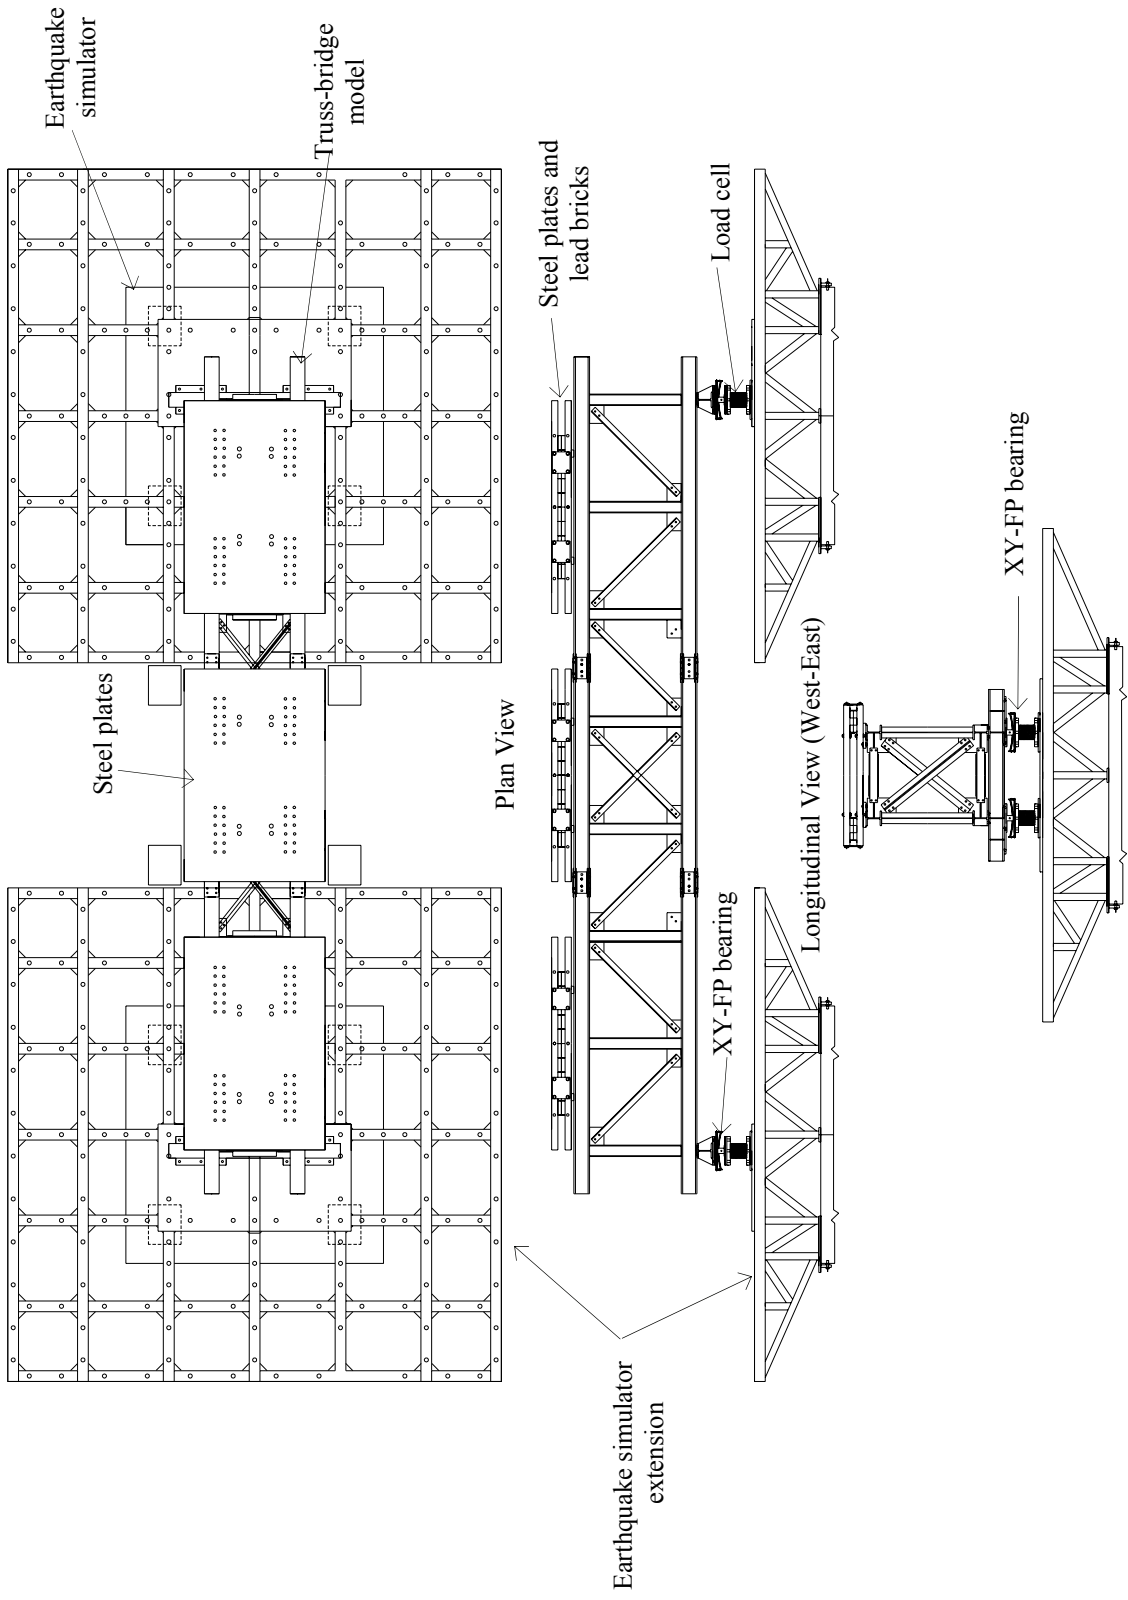 Earthquake
simulator
Truss-bridge
model
Steel plates
Plan View
Steel plates and
lead bricks
Load cell
XY-FP bearing
Longitudinal View (West-East)
XY-FP bearing
Earthquake simulator
extension